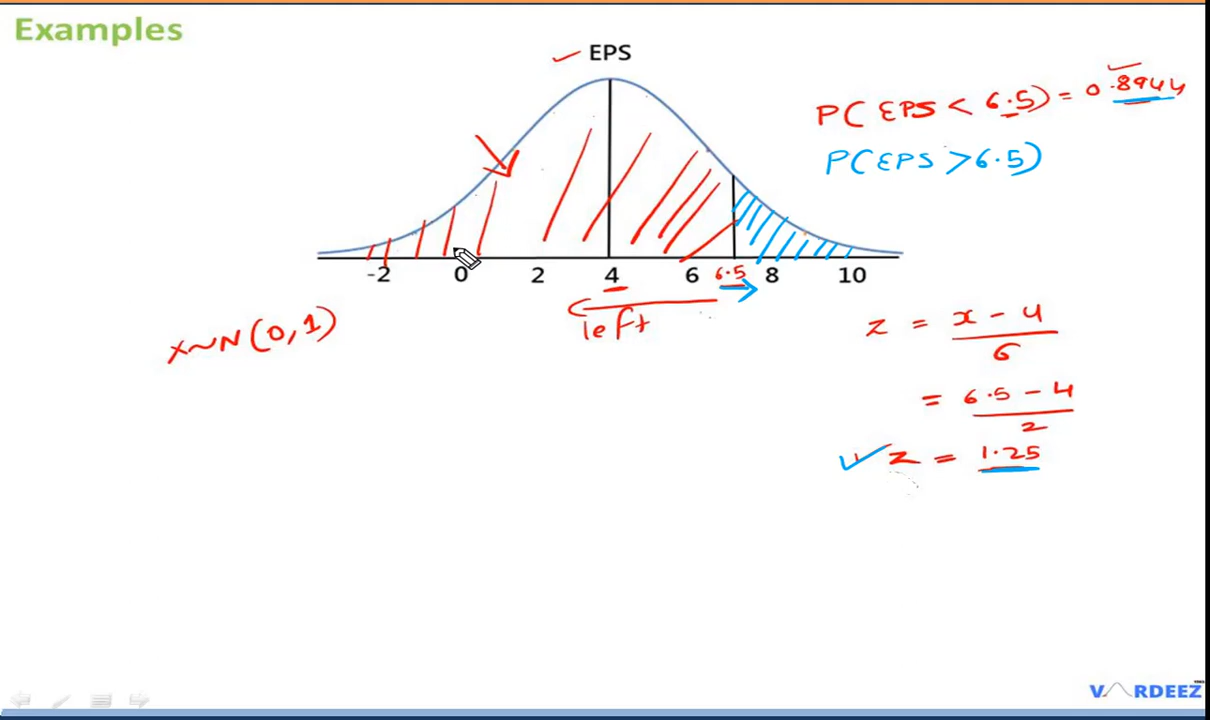 Examples
EPS
P(EPS < 6.5) = 0.8944
P(EPS > 6.5)
-2 0 2 4 6 6.5 8 10
left
X~N(0,1)
z = x - 4
6
= 6.5 - 4
2
z = 1.25
V RDEEZ